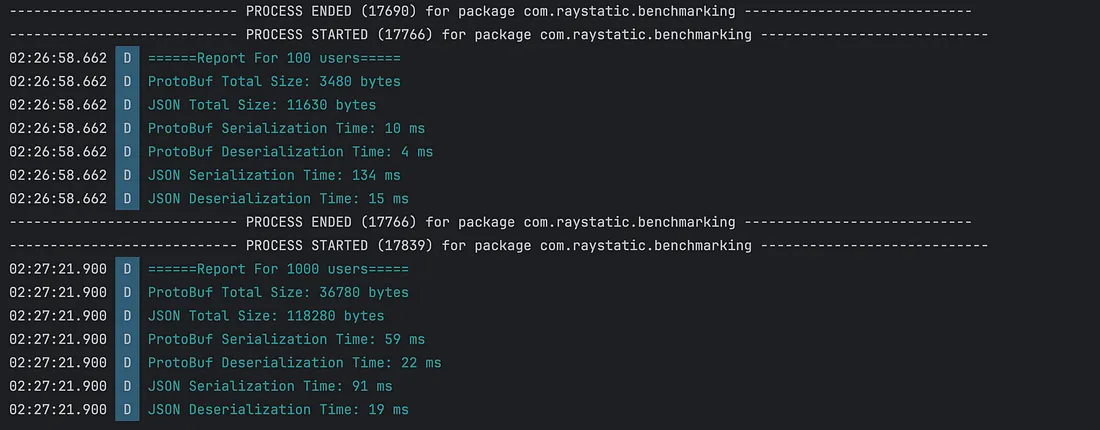 ---------------------------- PROCESS ENDED (17690) for package com.raystatic.benchmarking ----------------------------
---------------------------- PROCESS STARTED (17766) for package com.raystatic.benchmarking ----------------------------
02:26:58.662 D ======Report For 100 users=====
02:26:58.662 D ProtoBuf Total Size: 3480 bytes
02:26:58.662 D JSON Total Size: 11630 bytes
02:26:58.662 D ProtoBuf Serialization Time: 10 ms
02:26:58.662 D ProtoBuf Deserialization Time: 4 ms
02:26:58.662 D JSON Serialization Time: 134 ms
02:26:58.662 D JSON Deserialization Time: 15 ms
---------------------------- PROCESS ENDED (17766) for package com.raystatic.benchmarking ----------------------------
---------------------------- PROCESS STARTED (17839) for package com.raystatic.benchmarking ----------------------------
02:27:21.900 D ======Report For 1000 users=====
02:27:21.900 D ProtoBuf Total Size: 36780 bytes
02:27:21.900 D JSON Total Size: 118280 bytes
02:27:21.900 D ProtoBuf Serialization Time: 59 ms
02:27:21.900 D ProtoBuf Deserialization Time: 22 ms
02:27:21.900 D JSON Serialization Time: 91 ms
02:27:21.900 D JSON Deserialization Time: 19 ms